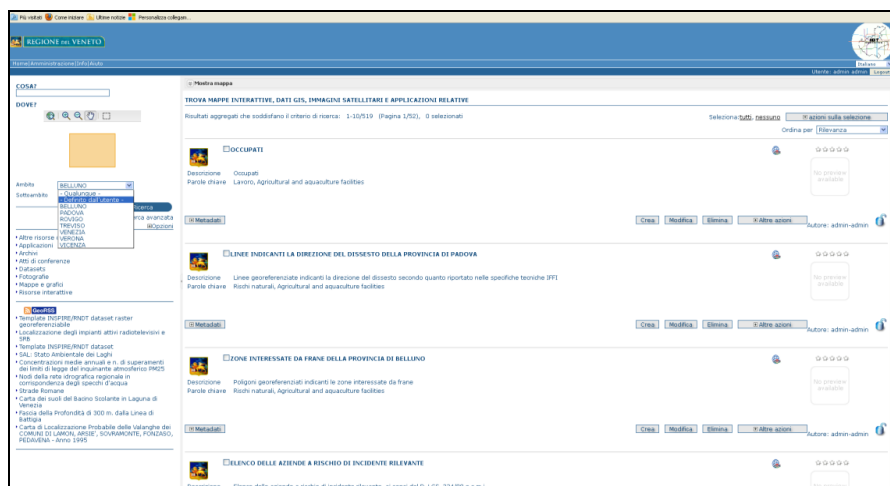 Più visitati Come iniziare Ultime notizie Personalizza collegam...
REGIONE DEL VENETO
Home|Amministrazione|Info|Aiuto
Italiano
Utente: admin admin Logout
COSA?
DOVE?
Ambito BELLUNO
- Qualunque -
- Definito dall'utente -
BELLUNO
PADOVA
ROVIGO
TREVISO
VENEZIA
VERONA
VICENZA
Sottoambito
Opzioni
Altre risorse
Applicazioni
Archivi
Atti di conferenze
Datasets
Fotografie
Mappe e grafici
Risorse interattive
GeoRSS
Template INSPIRE/RNDT dataset raster
georeferenziabile
Localizzazione degli impianti attivi radiotelevisivi e
SRB
Template INSPIRE/RNDT dataset
SAL: Stato Ambientale dei Laghi
Concentrazioni medie annuali e n. di superamenti
dei limiti di legge del inquinante atmosferico PM25
Nodi della rete idrografica regionale in
corrispondenza degli specchi d'acqua
Strade Romane
Carta dei suoli del Bacino Scolante in Laguna di
Venezia
Fascia della Profondità di 300 m. dalla Linea di
Battigia
Carta di Localizzazione Probabile delle Valanghe dei
COMUNI DI LAMON, ARSIE', SOVRAMONTE, FONZASO,
PEDAVENA - Anno 1995
Mostra mappa
TROVA MAPPE INTERATTIVE, DATI GIS, IMMAGINI SATELLITARI E APPLICAZIONI RELATIVE
Risultati aggregati che soddisfano il criterio di ricerca: 1-10/519 (Pagina 1/52), 0 selezionati
Seleziona:tutti, nessuno azioni sulla selezione
Ordina per Rilevanza
OCCUPATI
Descrizione Occupati
Parole chiave Lavoro, Agricultural and aquaculture facilities
No preview
available
Metadati Crea Modifica Elimina Altre azioni
Autore: admin-admin
LINEE INDICANTI LA DIREZIONE DEL DISSESTO DELLA PROVINCIA DI PADOVA
Descrizione Linee georeferenziate indicanti la direzione del dissesto secondo quanto riportato nelle specifiche tecniche IFFI
Parole chiave Rischi naturali, Agricultural and aquaculture facilities
No preview
available
Metadati Crea Modifica Elimina Altre azioni
Autore: admin-admin
ZONE INTERESSATE DA FRANE DELLA PROVINCIA DI BELLUNO
Descrizione Poligoni georeferenziati indicanti le zone interessate da frane
Parole chiave Rischi naturali, Agricultural and aquaculture facilities
No preview
available
Metadati Crea Modifica Elimina Altre azioni
Autore: admin-admin
ELENCO DELLE AZIENDE A RISCHIO DI INCIDENTE RILEVANTE
No preview